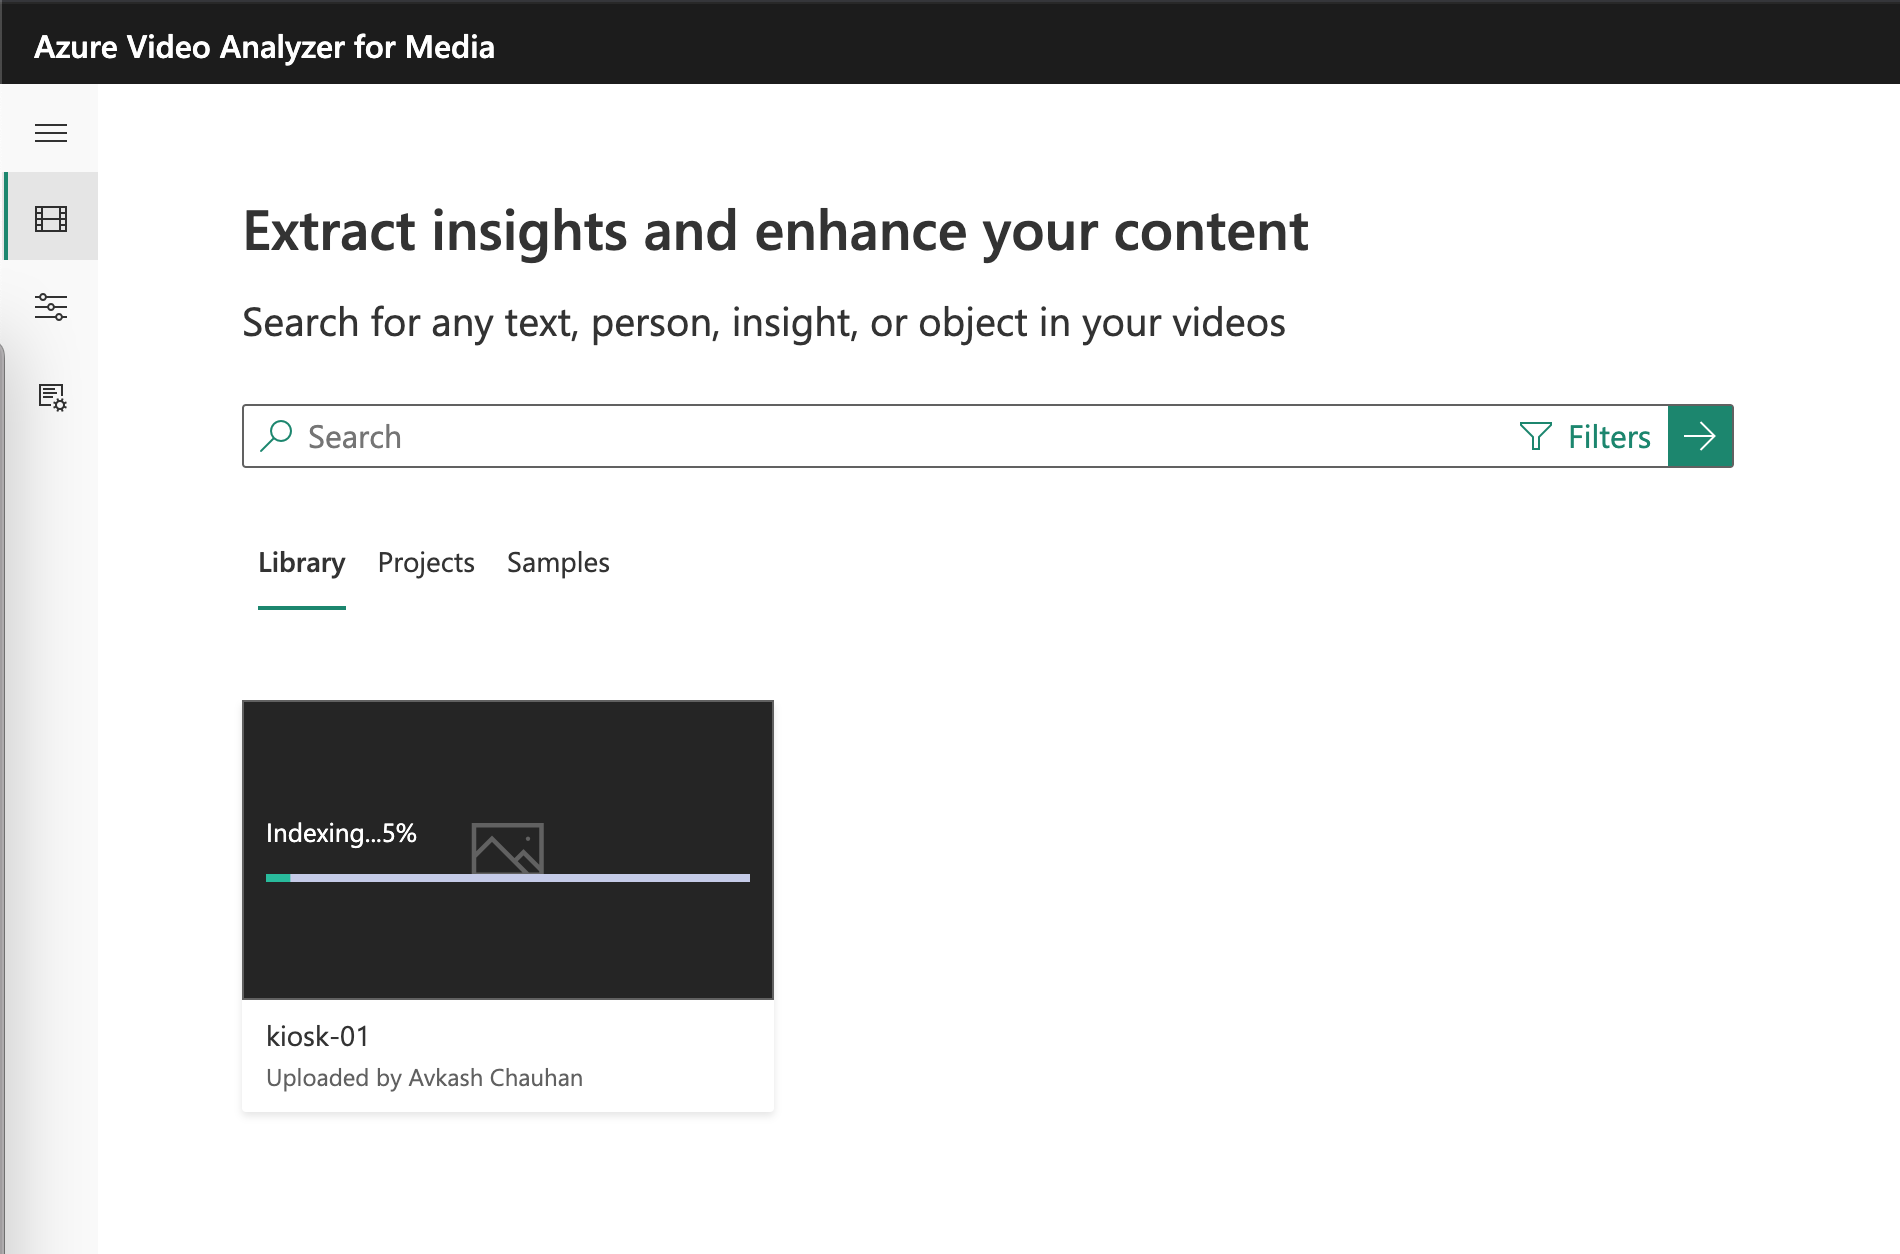 Azure Video Analyzer for Media
Extract insights and enhance your content
Search for any text, person, insight, or object in your videos
Search
Filters
Library Projects Samples
Indexing...5%
kiosk-01
Uploaded by Avkash Chauhan